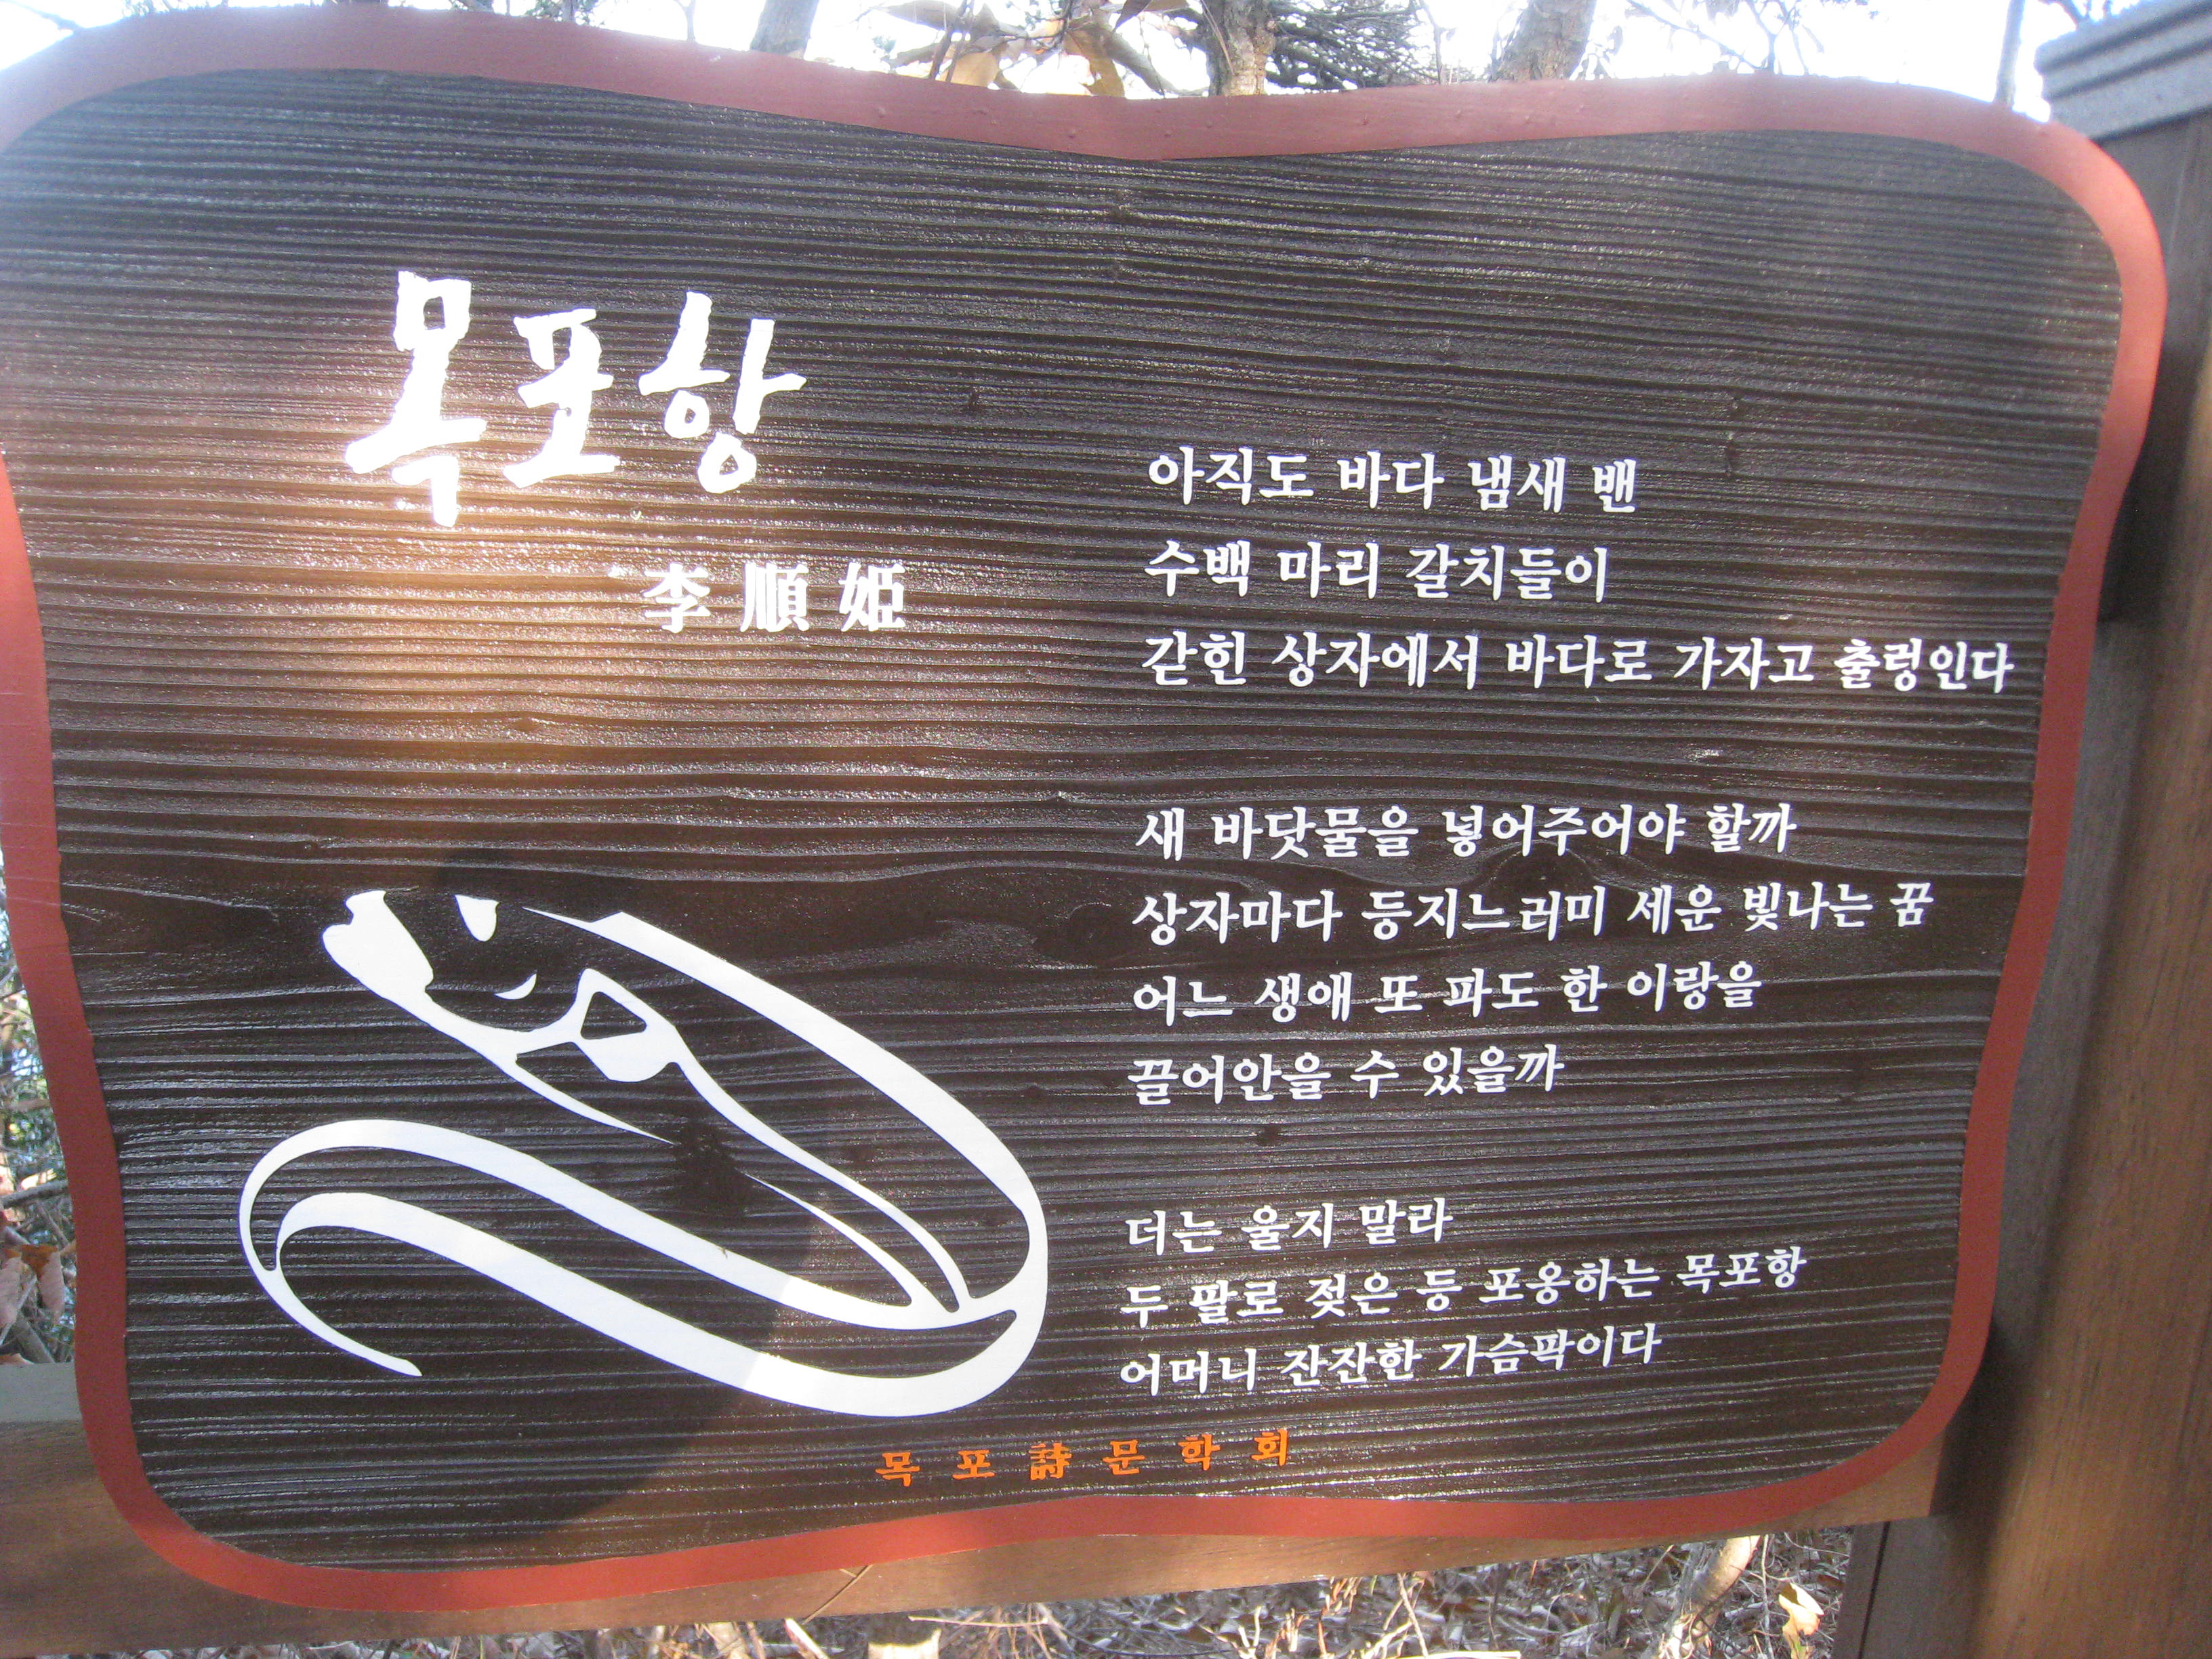 목포항
李順姬
아직도 바다 냄새 밴
수백 마리 갈치들이
갇힌 상자에서 바다로 가자고 출렁인다
새 바닷물을 넣어주어야 할까
상자마다 등지느러미 세운 빛나는 꿈
어느 생애 또 파도 한 이랑을
끌어안을 수 있을까
더는 울지 말라
두 팔로 젖은 등 포옹하는 목포항
어머니 잔잔한 가슴팍이다
목포詩문학회